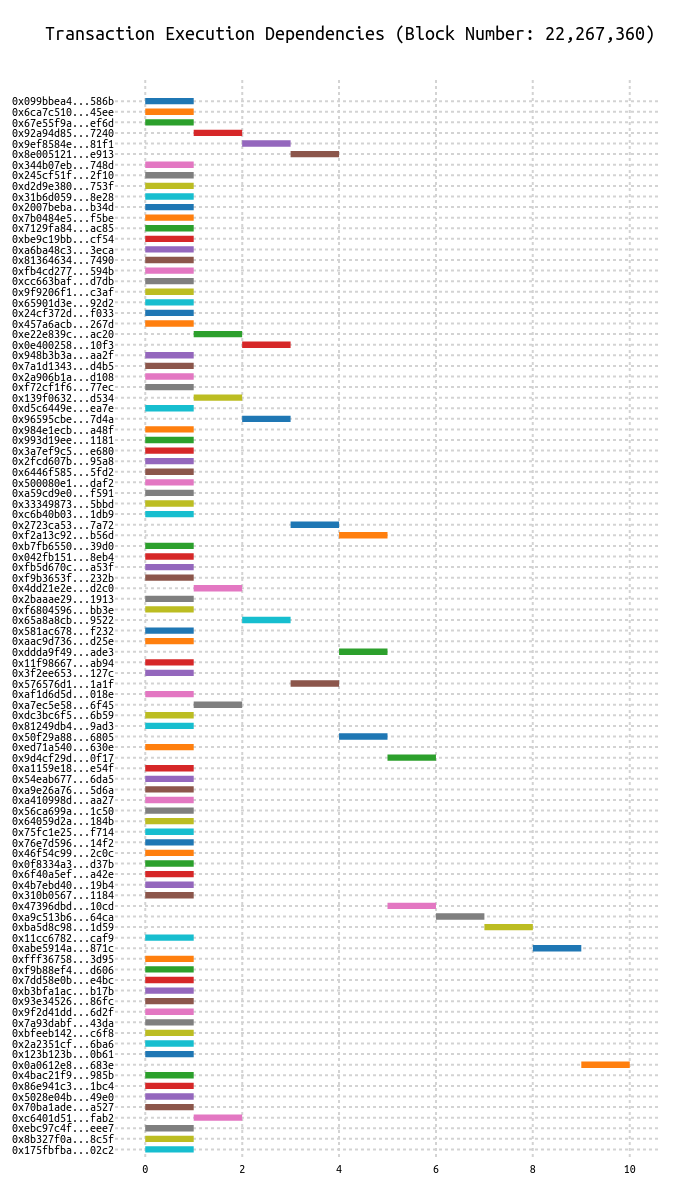 Transaction Execution Dependencies (Block Number: 22,267,360)
0x099bbea4...586b
0x6ca7c510...45ee
0x67e55f9a...ef6d
0x92a94d85...7240
0x9ef8584e...81f1
0x8e005121...e913
0x344b07eb...748d
0x245cf51f...2f10
0xd2d9e380...753f
0x31b6d059...8e28
0x2007beba...b34d
0x7b0484e5...f5be
0x7129fa84...ac85
0xbe9c19bb...cf54
0xa6ba48c3...3eca
0x81364634...7490
0xfb4cd277...594b
0xcc663baf...d7db
0x9f9206f1...c3af
0x65901d3e...92d2
0x24cf372d...f033
0x457a6acb...267d
0xe22e839c...ac20
0x0e400258...10f3
0x948b3b3a...aa2f
0x7a1d1343...d4b5
0x2a906b1a...d108
0xf72cf1f6...77ec
0x139f0632...d534
0xd5c6449e...ea7e
0x96595cbe...7d4a
0x984e1ecb...a48f
0x993d19ee...1181
0x3a7ef9c5...e680
0x2fcd607b...95a8
0x6446f585...5fd2
0x500080e1...daf2
0xa59cd9e0...f591
0x33349873...5bbd
0xc6b40b03...1db9
0x2723ca53...7a72
0xf2a13c92...b56d
0xb7fb6550...39d0
0x042fb151...8eb4
0xfb5d670c...a53f
0xf9b3653f...232b
0x4dd21e2e...d2c0
0x2baaae29...1913
0xf6804596...bb3e
0x65a8a8cb...9522
0x581ac678...f232
0xaac9d736...d25e
0xddda9f49...ade3
0x11f98667...ab94
0x3f2ee653...127c
0x576576d1...1a1f
0xaf1d6d5d...018e
0xa7ec5e58...6f45
0xdc3bc6f5...6b59
0x81249db4...9ad3
0x50f29a88...6805
0xed71a540...630e
0x9d4cf29d...0f17
0xa1159e18...e54f
0x54eab677...6da5
0xa9e26a76...5d6a
0xa410998d...aa27
0x56ca699a...1c50
0x64059d2a...184b
0x75fc1e25...f714
0x76e7d596...14f2
0x46f54c99...2c0c
0x0f8334a3...d37b
0x6f40a5ef...a42e
0x4b7ebd40...19b4
0x310b0567...1184
0x47396dbd...10cd
0xa9c513b6...64ca
0xba5d8c98...1d59
0x11cc6782...caf9
0xabe5914a...871c
0xfff36758...3d95
0xf9b88ef4...d606
0x7dd58e0b...e4bc
0xb3bfa1ac...b17b
0x93e34526...86fc
0x9f2d41dd...6d2f
0x7a93dabf...43da
0xbfeeb142...c6f8
0x2a2351cf...6ba6
0x123b123b...0b61
0x0a0612e8...683e
0x4bac21f9...985b
0x86e941c3...1bc4
0x5028e04b...49e0
0x70ba1ade...a527
0xc6401d51...fab2
0xebc97c4f...eee7
0x8b327f0a...8c5f
0x175fbfba...02c2
0 2 4 6 8 10